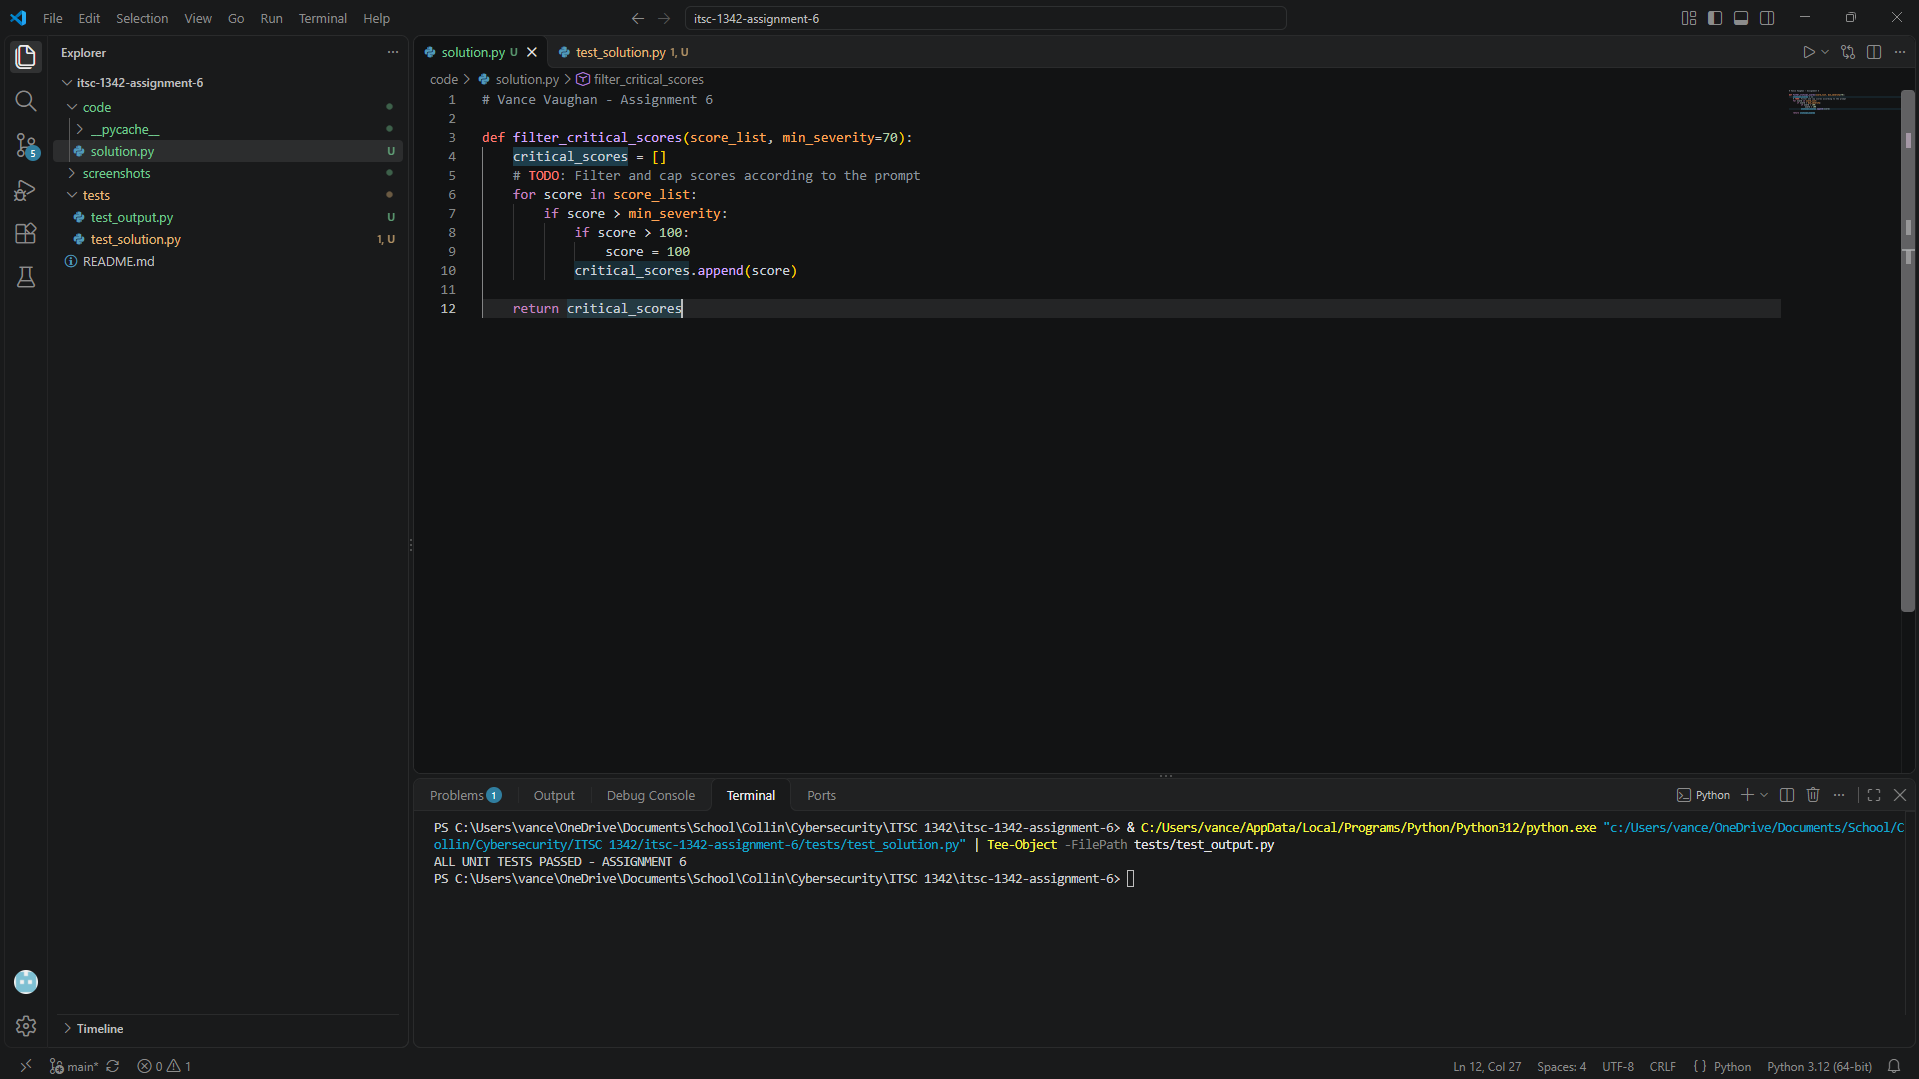 File Edit Selection View Go Run Terminal Help
itsc-1342-assignment-6
Explorer
itsc-1342-assignment-6
code
__pycache__
solution.py U
screenshots
tests
test_output.py U
test_solution.py 1, U
README.md
5
Timeline
solution.py U
test_solution.py 1, U
code > solution.py > filter_critical_scores
1 # Vance Vaughan - Assignment 6
2
3 def filter_critical_scores(score_list, min_severity=70):
4 critical_scores = []
5 # TODO: Filter and cap scores according to the prompt
6 for score in score_list:
7 if score > min_severity:
8 if score > 100:
9 score = 100
10 critical_scores.append(score)
11
12 return critical_scores
Problems 1 Output Debug Console Terminal Ports
Python
PS C:\Users\vance\OneDrive\Documents\School\Collin\Cybersecurity\ITSC 1342\itsc-1342-assignment-6> & C:/Users/vance/AppData/Local/Programs/Python/Python312/python.exe "c:/Users/vance/OneDrive/Documents/School/C
ollin/Cybersecurity/ITSC 1342/itsc-1342-assignment-6/tests/test_solution.py" | Tee-Object -FilePath tests/test_output.py
ALL UNIT TESTS PASSED - ASSIGNMENT 6
PS C:\Users\vance\OneDrive\Documents\School\Collin\Cybersecurity\ITSC 1342\itsc-1342-assignment-6>
main* 0 1
Ln 12, Col 27 Spaces: 4 UTF-8 CRLF { } Python Python 3.12 (64-bit)